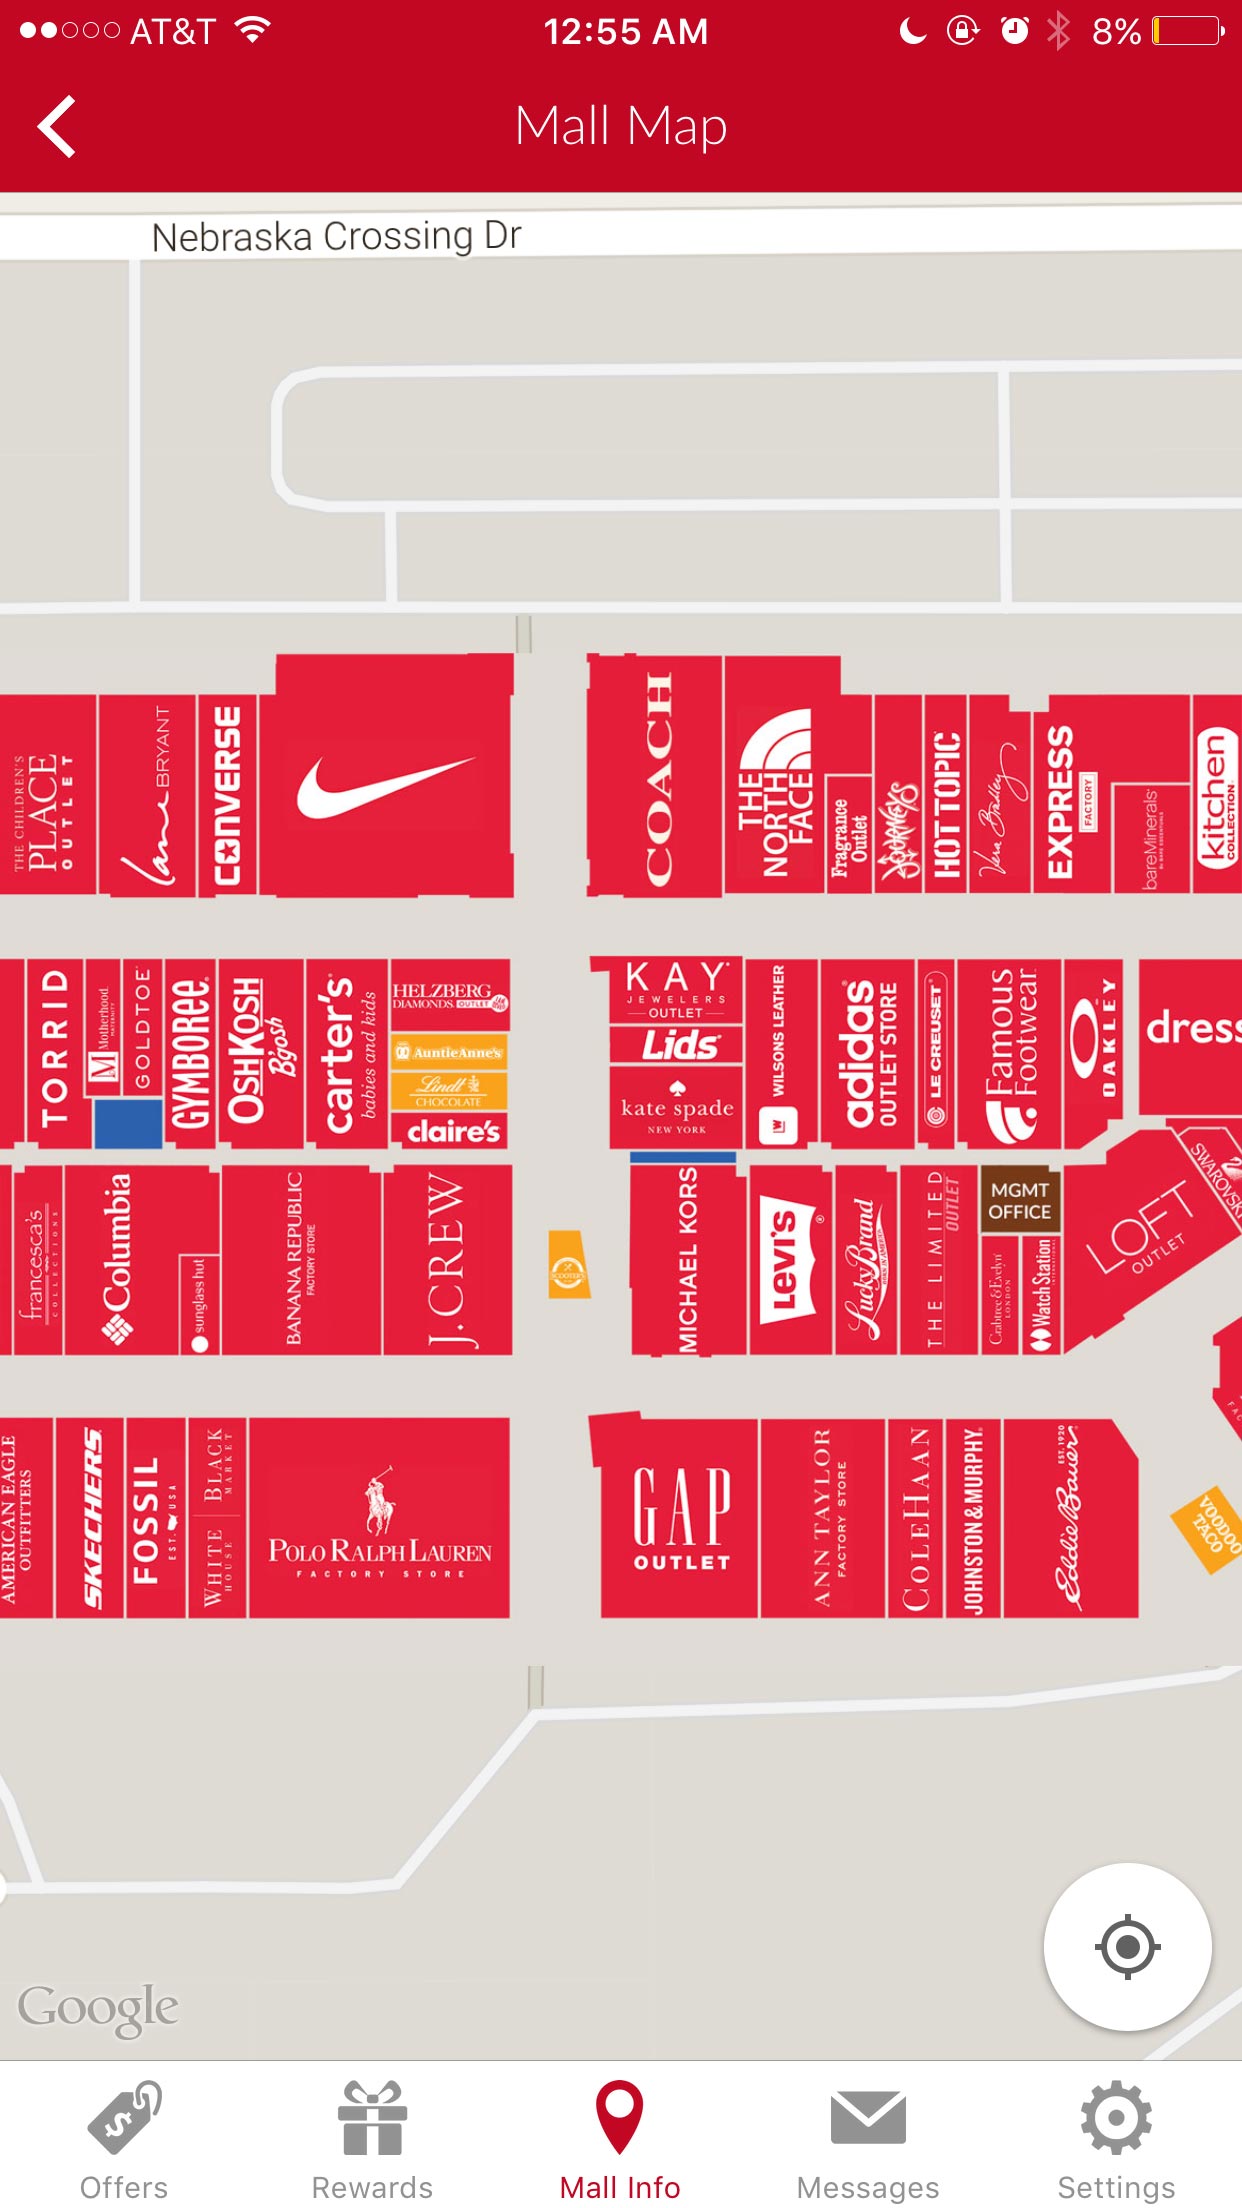 AT&T
12:55 AM
8%
Mall Map
Nebraska Crossing Dr
THE CHILDREN'S
PLACE
OUTLET
Lane BRYANT
CONVERSE
COACH
THE
NORTH
FACE
Fragrance
Outlet
JOURNEYS
HOT TOPIC
Vera Bradley
EXPRESS
FACTORY
bareMinerals
kitchen
COLLECTION
TORRID
M Motherhood
MATERNITY
GOLDTOE
GYMBOREE
OSHKOSH
B'gosh
carter's
babies and kids
HELZBERG
DIAMONDS OUTLET
AuntieAnne's
Lindt
CHOCOLATE
claire's
KAY
JEWELERS
OUTLET
Lids
kate spade
NEW YORK
WILSONS LEATHER
adidas
OUTLET STORE
LE CREUSET
Famous
Footwear
OAKLEY
dress
francesca's
COLLECTIONS
Columbia
sunglass hut
BANANA REPUBLIC
FACTORY STORE
J.CREW
SCOOTER'S
MICHAEL KORS
LEVI'S
Lucky Brand
THE LIMITED
OUTLET
MGMT
OFFICE
Crabtree & Evelyn
LONDON
Watch Station
INTERNATIONAL
LOFT
OUTLET
SWAROVSKI
AMERICAN EAGLE
OUTFITTERS
SKECHERS
FOSSIL
EST. USA
WHITE BLACK
HOUSE MARKET
POLO RALPH LAUREN
FACTORY STORE
GAP
OUTLET
ANN TAYLOR
FACTORY STORE
COLE HAAN
JOHNSTON & MURPHY
Eddie Bauer
EST. 1920
FAC
VOODOO
TACO
Google
Offers
Rewards
Mall Info
Messages
Settings